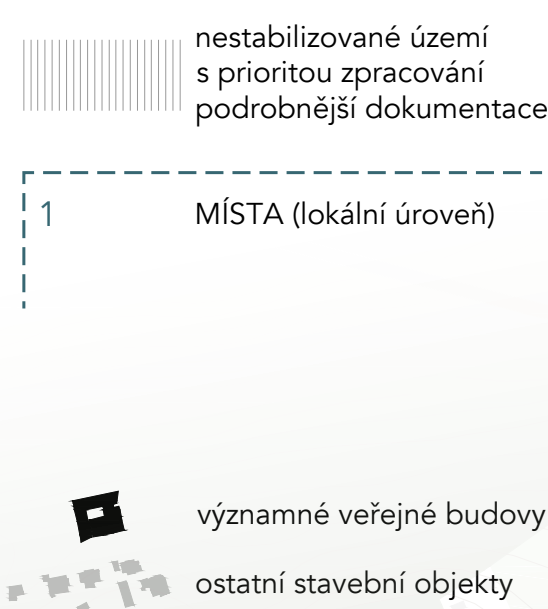 nestabilizované území
s prioritou zpracování
podrobnější dokumentace
1 MÍSTA (lokální úroveň)
významné veřejné budovy
ostatní stavební objekty